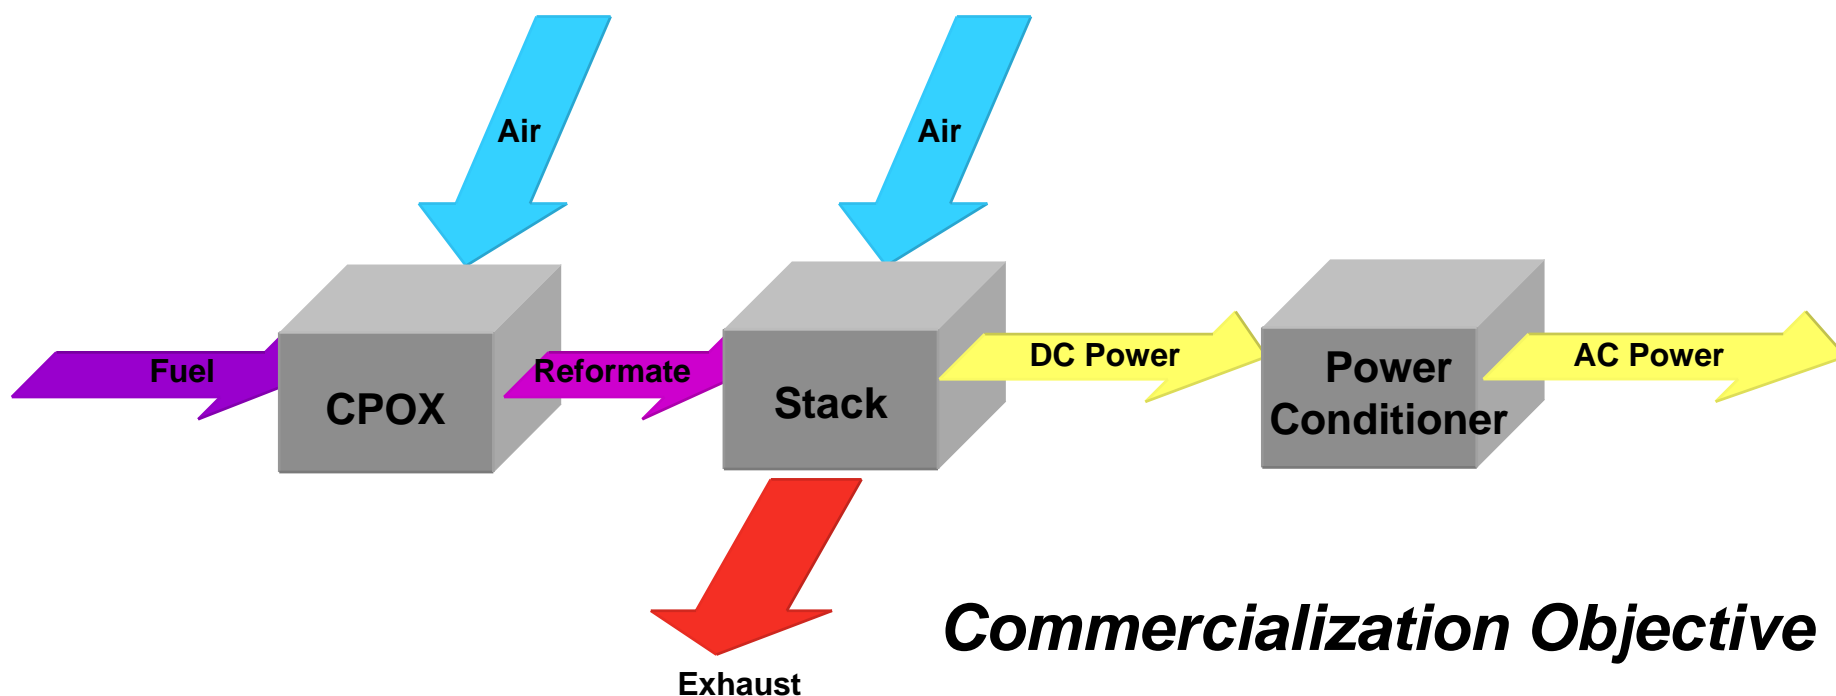 Air
Air
Fuel
CPOX
Reformate
Stack
DC Power
Power
Conditioner
AC Power
Commercialization Objective
Exhaust